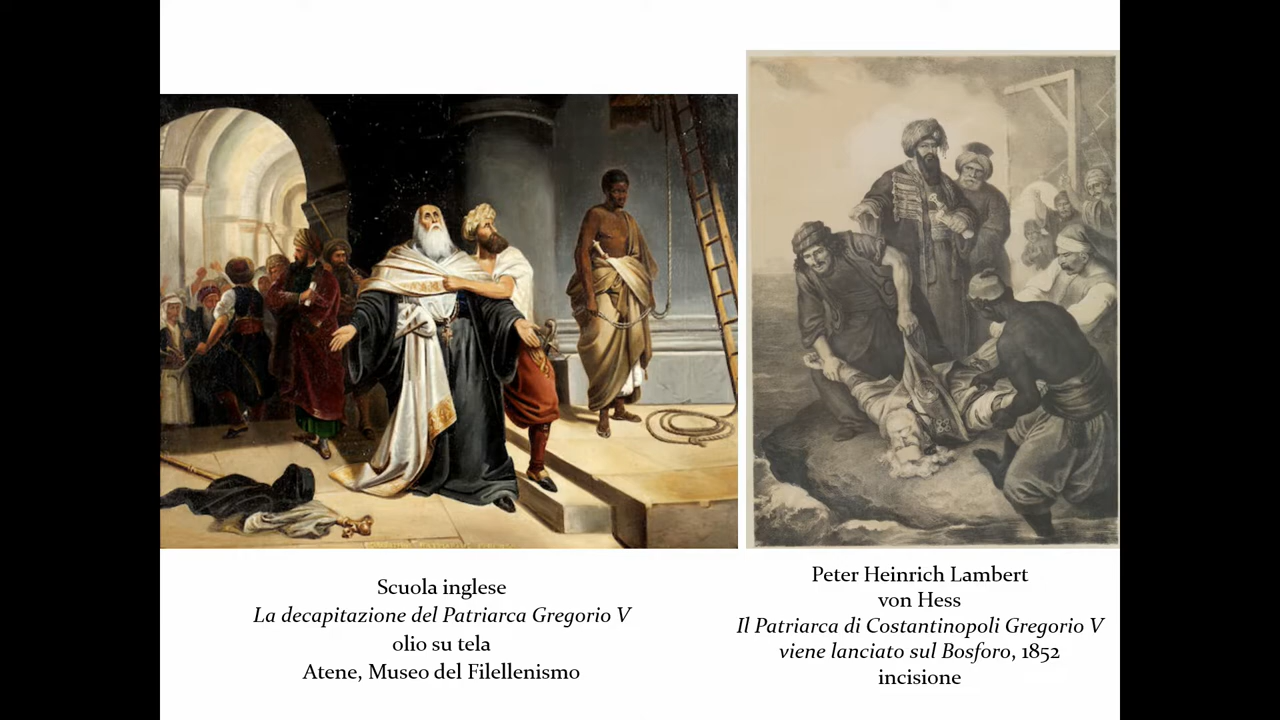 Scuola inglese
La decapitazione del Patriarca Gregorio V
olio su tela
Atene, Museo del Filellenismo
Peter Heinrich Lambert
von Hess
Il Patriarca di Costantinopoli Gregorio V
viene lanciato sul Bosforo, 1852
incisione